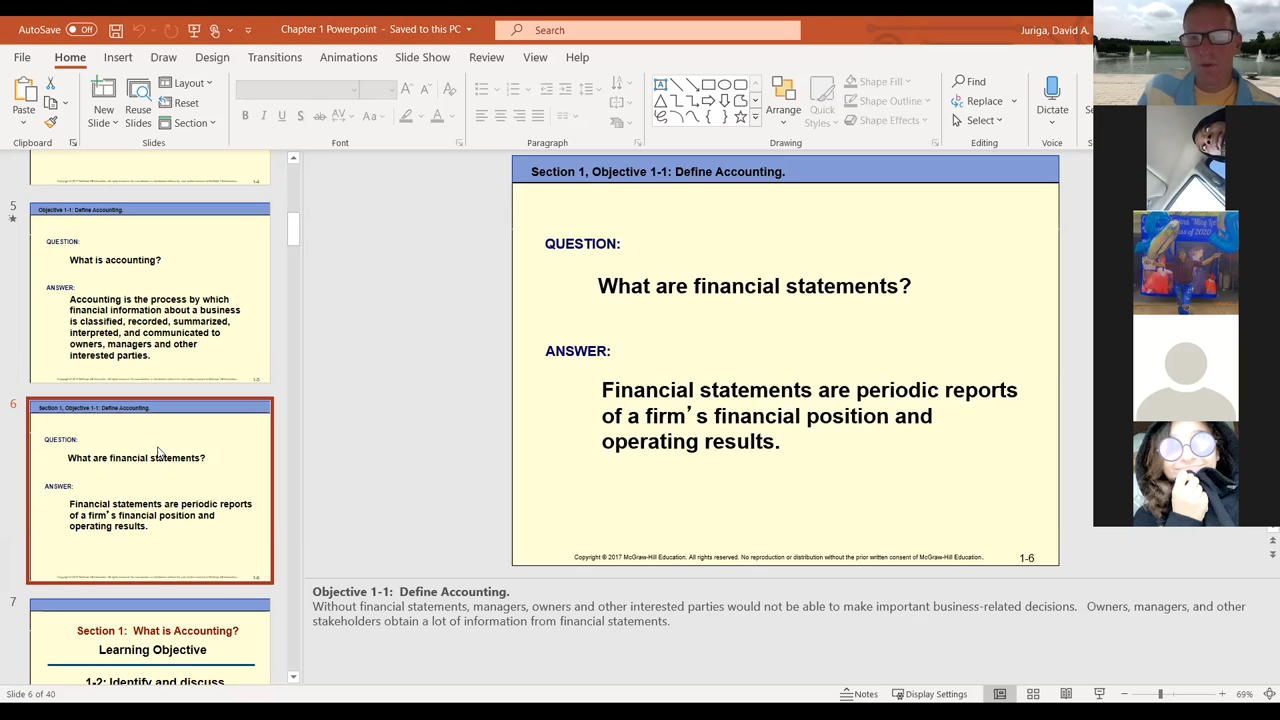 AutoSave Off Chapter 1 Powerpoint - Saved to this PC Search Juriga, David A.
File Home Insert Draw Design Transitions Animations Slide Show Review View Help
Paste
New Slide
Reuse Slides
Layout
Reset
Section
B I U S ab AV Aa A
A A
Arrange
Quick Styles
Shape Fill
Shape Outline
Shape Effects
Find
Replace
Select
Dictate
Clipboard Slides Font Paragraph Drawing Editing Voice
1-4
5
Objective 1-1: Define Accounting.
QUESTION:
What is accounting?
ANSWER:
Accounting is the process by which
financial information about a business
is classified, recorded, summarized,
interpreted, and communicated to
owners, managers and other
interested parties.
1-5
6
Section 1, Objective 1-1: Define Accounting.
QUESTION:
What are financial statements?
ANSWER:
Financial statements are periodic reports
of a firm’s financial position and
operating results.
1-6
7
Section 1: What is Accounting?
Learning Objective
1-2: Identify and discuss
Section 1, Objective 1-1: Define Accounting.
QUESTION:
What are financial statements?
ANSWER:
Financial statements are periodic reports
of a firm’s financial position and
operating results.
Copyright © 2017 McGraw-Hill Education. All rights reserved. No reproduction or distribution without the prior written consent of McGraw-Hill Education.
1-6
Objective 1-1: Define Accounting.
Without financial statements, managers, owners and other interested parties would not be able to make important business-related decisions. Owners, managers, and other
stakeholders obtain a lot of information from financial statements.
Slide 6 of 40 Notes Display Settings 69%